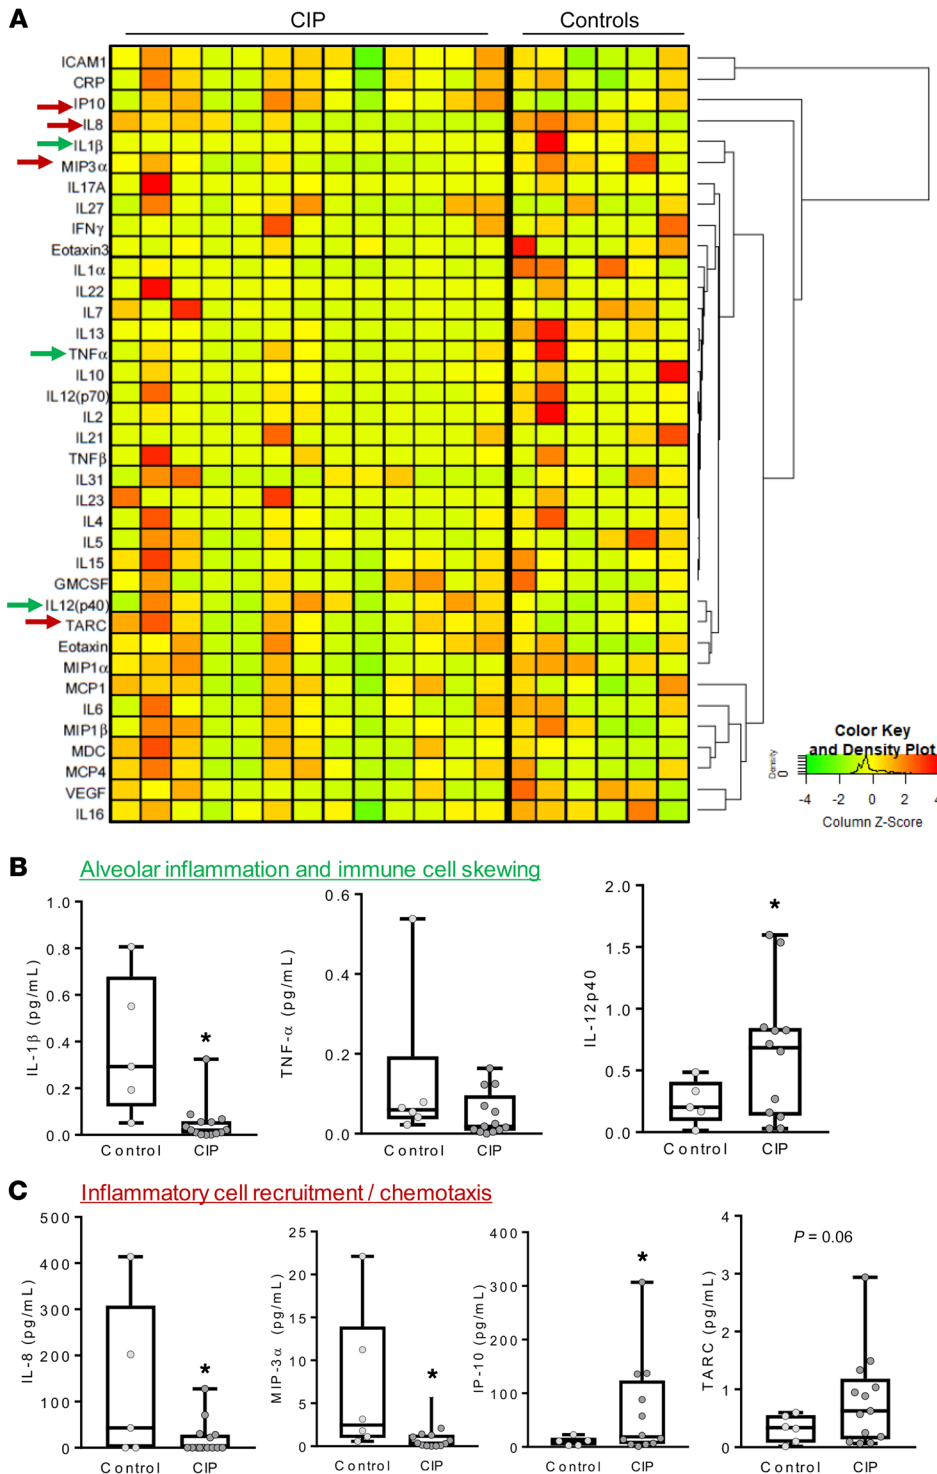 A
CIP
Controls
ICAM1
CRP
IP10
IL8
IL1β
MIP3α
IL17A
IL27
IFNγ
Eotaxin3
IL1α
IL22
IL7
IL13
TNFα
IL10
IL12(p70)
IL2
IL21
TNFβ
IL31
IL23
IL4
IL5
IL15
GMCSF
IL12(p40)
TARC
Eotaxin
MIP1α
MCP1
IL6
MIP1β
MDC
MCP4
VEGF
IL16
Color Key
and Density Plot
Density
0
-4 -2 0 2 4
Column Z-Score
B
Alveolar inflammation and immune cell skewing
IL-1β (pg/mL)
1.0
0.8
0.6
0.4
0.2
0.0
*
Control CIP
TNF-α (pg/mL)
0.6
0.4
0.2
0.0
Control CIP
IL-12p40
2.0
1.5
1.0
0.5
0.0
*
Control CIP
C
Inflammatory cell recruitment / chemotaxis
IL-8 (pg/mL)
500
400
300
200
100
0
*
Control CIP
MIP-3α (pg/mL)
25
20
15
10
5
0
*
Control CIP
IP-10 (pg/mL)
400
300
200
100
0
*
Control CIP
TARC (pg/mL)
4
3
2
1
0
P = 0.06
Control CIP